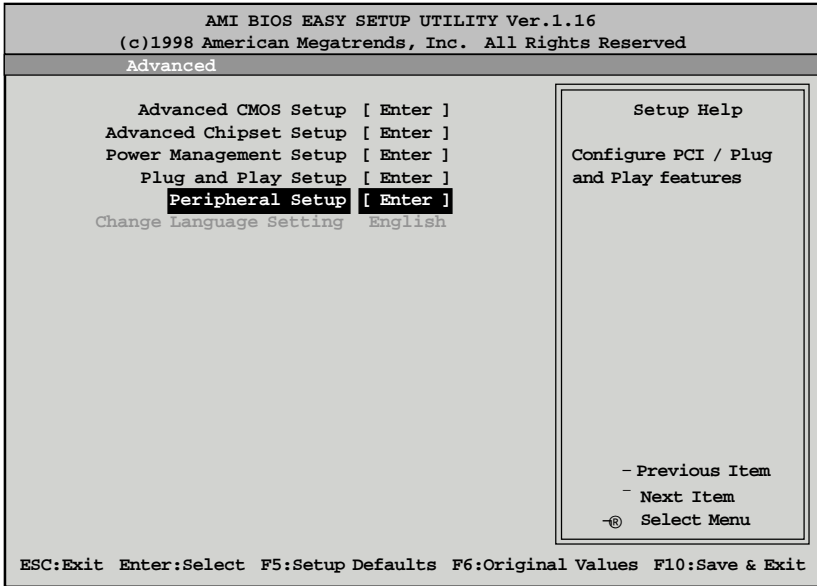 AMI BIOS EASY SETUP UTILITY Ver.1.16
(c)1998 American Megatrends, Inc. All Rights Reserved
Advanced
Advanced CMOS Setup [ Enter ]
Advanced Chipset Setup [ Enter ]
Power Management Setup [ Enter ]
Plug and Play Setup [ Enter ]
Peripheral Setup [ Enter ]
Change Language Setting English
Setup Help
Configure PCI / Plug
and Play features
- Previous Item
¯ Next Item
¬® Select Menu
ESC:Exit Enter:Select F5:Setup Defaults F6:Original Values F10:Save & Exit